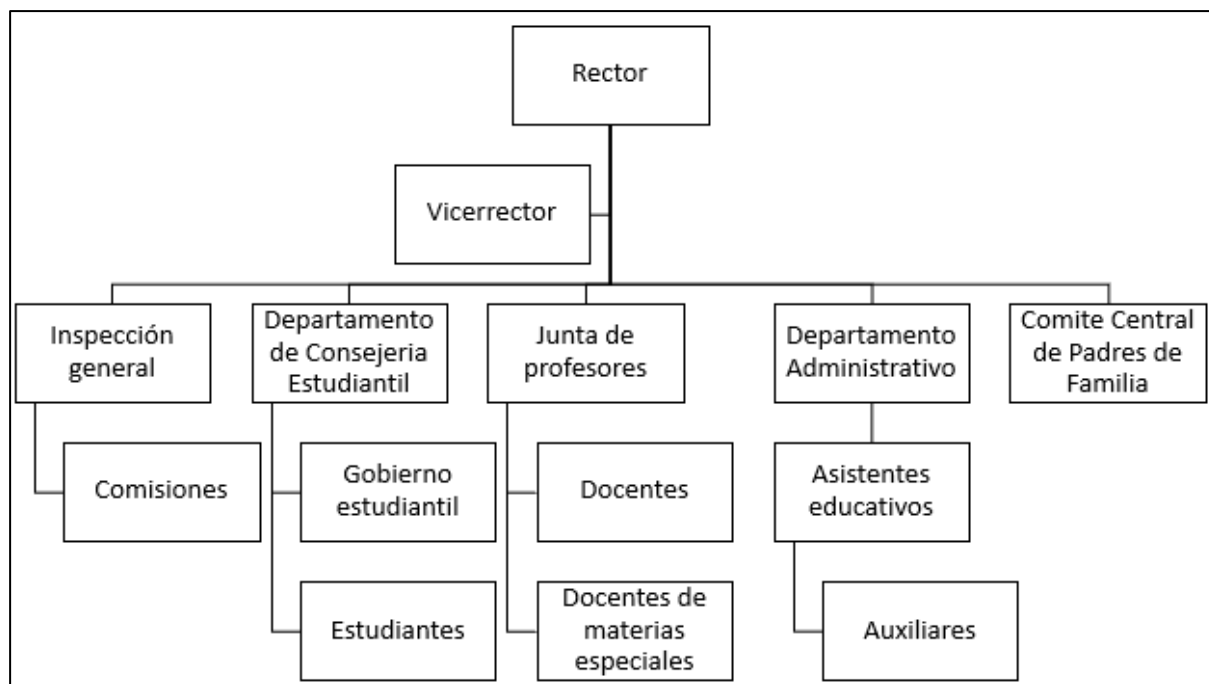 Rector
Vicerrector
Inspección
general
Departamento
de Consejeria
Estudiantil
Junta de
profesores
Departamento
Administrativo
Comite Central
de Padres de
Familia
Comisiones
Gobierno
estudiantil
Docentes
Asistentes
educativos
Estudiantes
Docentes de
materias
especiales
Auxiliares